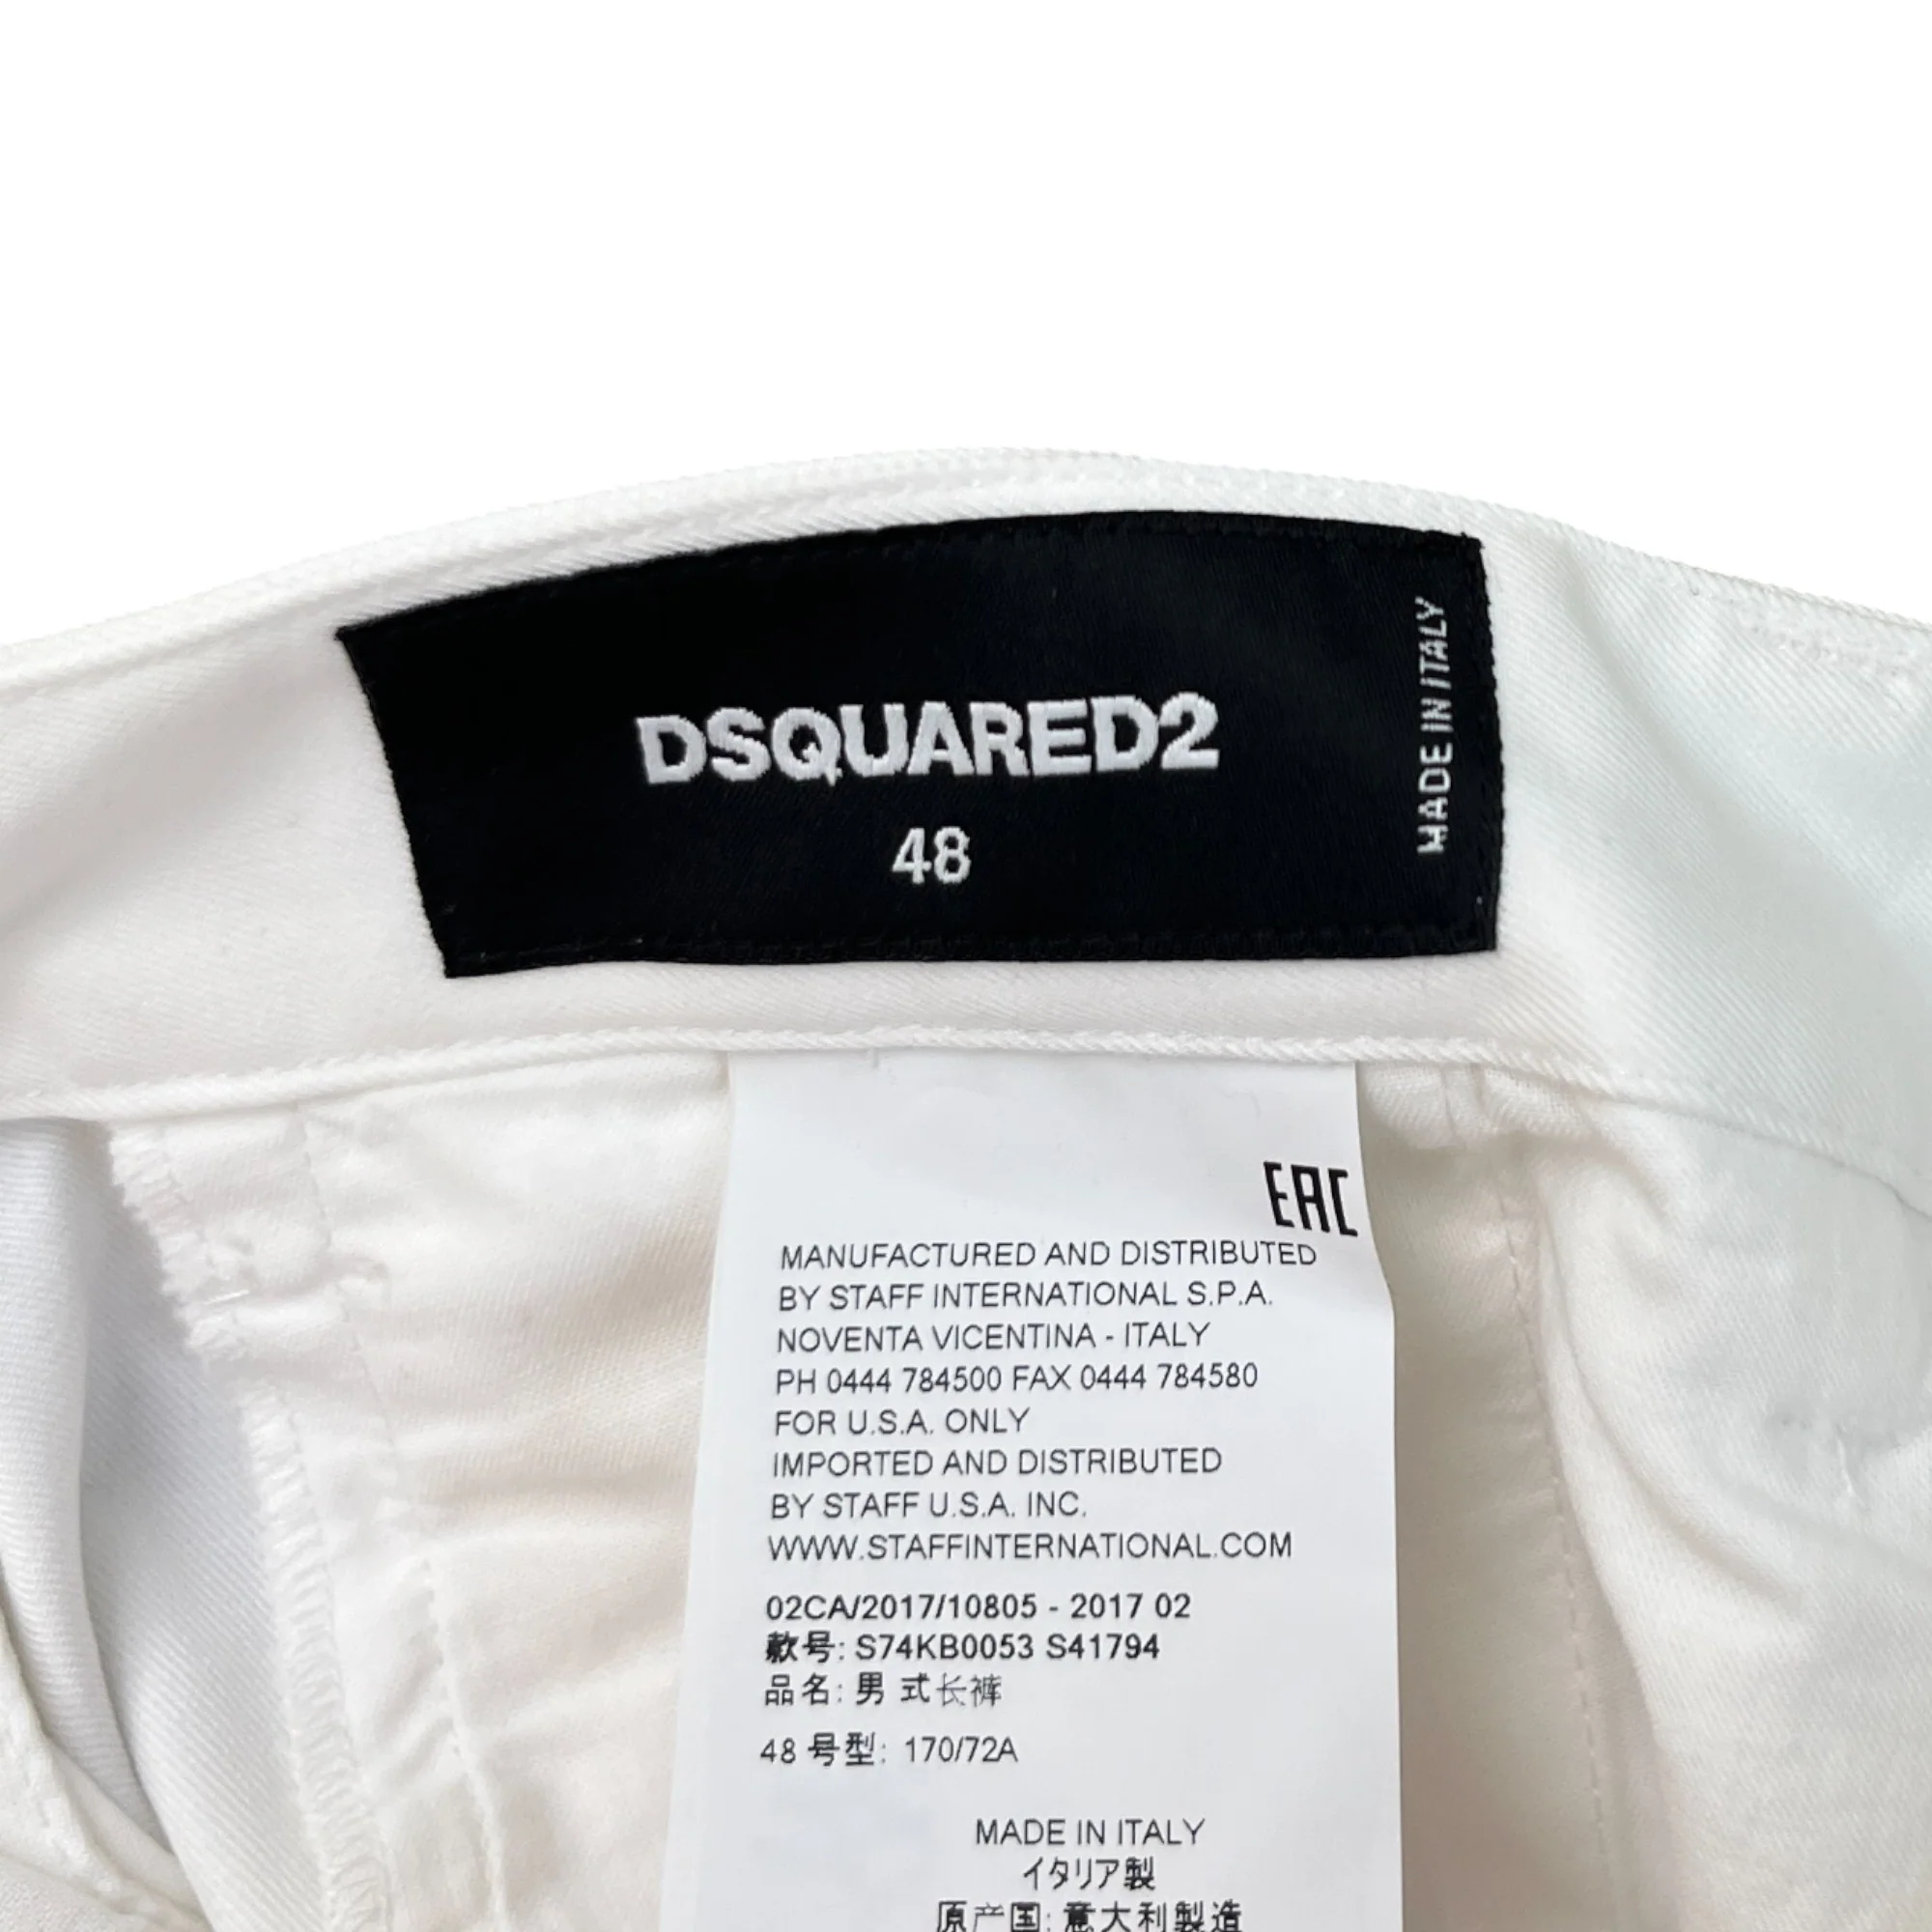 DSQUARED2
48
MADE IN ITALY
EAC
MANUFACTURED AND DISTRIBUTED
BY STAFF INTERNATIONAL S.P.A.
NOVENTA VICENTINA - ITALY
PH 0444 784500 FAX 0444 784580
FOR U.S.A. ONLY
IMPORTED AND DISTRIBUTED
BY STAFF U.S.A. INC.
WWW.STAFFINTERNATIONAL.COM
02CA/2017/10805 - 2017 02
款号: S74KB0053 S41794
品名: 男 式长裤
48 号型: 170/72A
MADE IN ITALY
イタリア製
原产国: 意大利製造